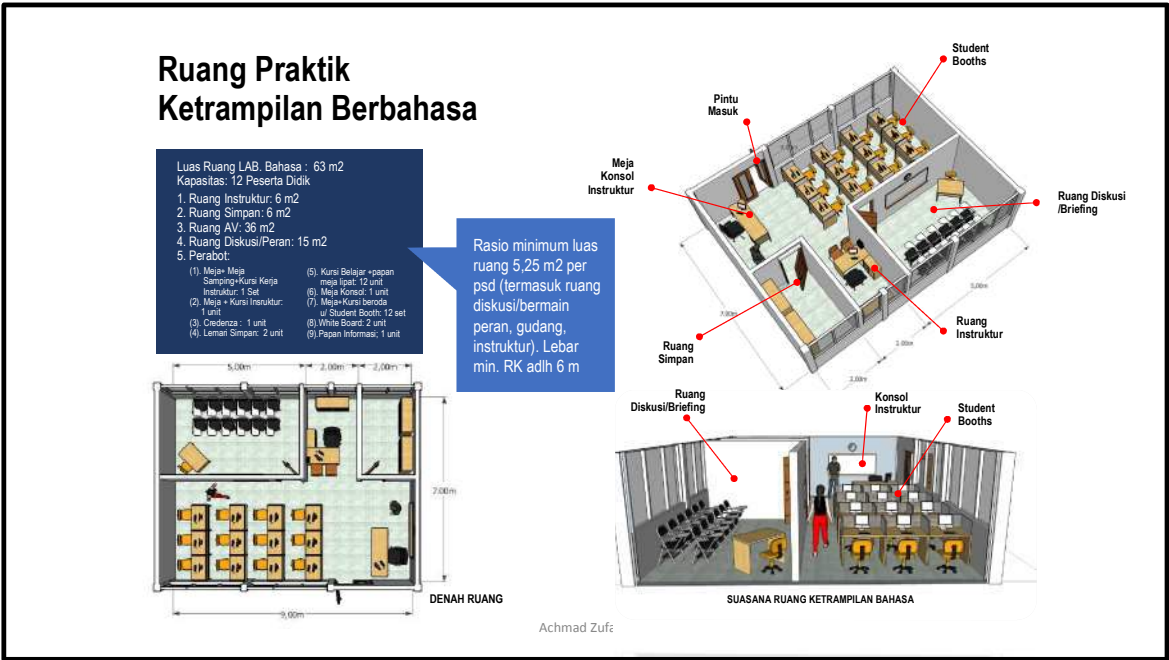 Ruang Praktik
Ketrampilan Berbahasa
Luas Ruang LAB. Bahasa : 63 m2
Kapasitas: 12 Peserta Didik
1. Ruang Instruktur: 6 m2
2. Ruang Simpan: 6 m2
3. Ruang AV: 36 m2
4. Ruang Diskusi/Peran: 15 m2
5. Perabot:
(1). Meja+ Meja
Samping+Kursi Kerja
Instruktur: 1 Set
(2). Meja + Kursi Insruktur:
1 unit
(3). Credenza : 1 unit
(4). Lemari Simpan: 2 unit
(5). Kursi Belajar +papan
meja lipat: 12 unit
(6). Meja Konsol: 1 unit
(7). Meja+Kursi beroda
u/ Student Booth: 12 set
(8).White Board: 2 unit
(9).Papan Informasi; 1 unit
Rasio minimum luas
ruang 5,25 m2 per
psd (termasuk ruang
diskusi/bermain
peran, gudang,
instruktur). Lebar
min. RK adlh 6 m
Student
Booths
Pintu
Masuk
Meja
Konsol
Instruktur
Ruang Diskusi
/Briefing
Ruang
Instruktur
Ruang
Simpan
7.00m
5.00m
2.00m
2.00m
5,00m
2.00m
2,00m
7.00m
9,00m
DENAH RUANG
Ruang
Diskusi/Briefing
Konsol
Instruktur
Student
Booths
SUASANA RUANG KETRAMPILAN BAHASA
Achmad Zufa